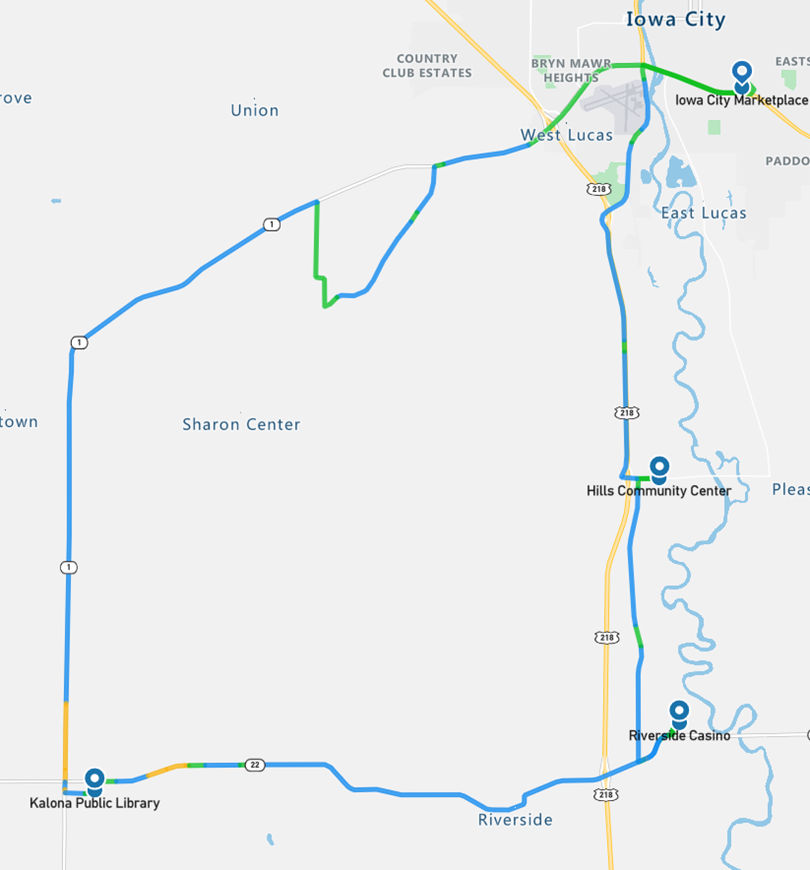 Iowa City
COUNTRY
CLUB ESTATES
BRYN MAWR
HEIGHTS
EASTS
Iowa City Marketplace
rove
Union
West Lucas
PADDO
218
East Lucas
1
1
218
town
Sharon Center
Hills Community Center
Pleas
1
218
Riverside Casino
22
Kalona Public Library
218
Riverside